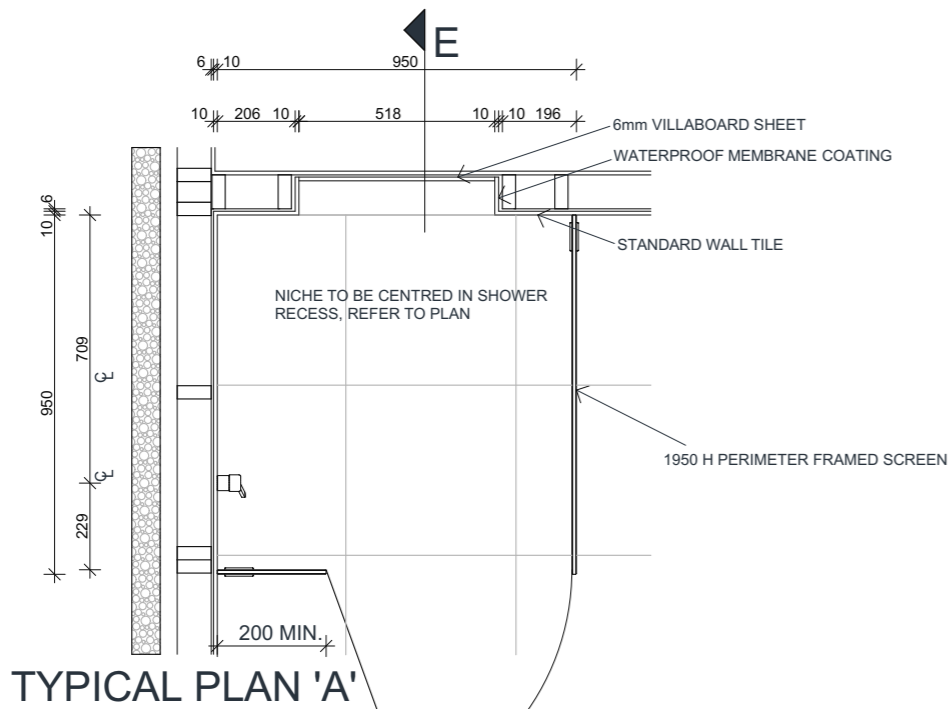 E
6 10 950
10 206 10 518 10 10 196
6mm VILLABOARD SHEET
WATERPROOF MEMBRANE COATING
STANDARD WALL TILE
10 6
NICHE TO BE CENTRED IN SHOWER
RECESS, REFER TO PLAN
709
950
CL
CL
229
1950 H PERIMETER FRAMED SCREEN
200 MIN.
TYPICAL PLAN 'A'